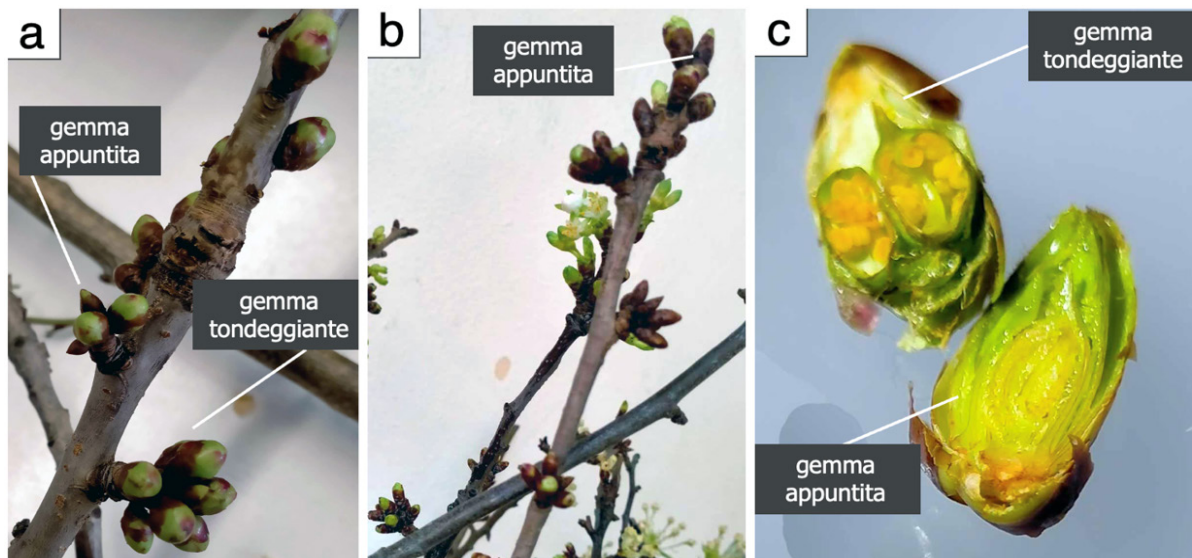 a
gemma
appuntita
gemma
tondeggiante
b
gemma
appuntita
c
gemma
tondeggiante
gemma
appuntita